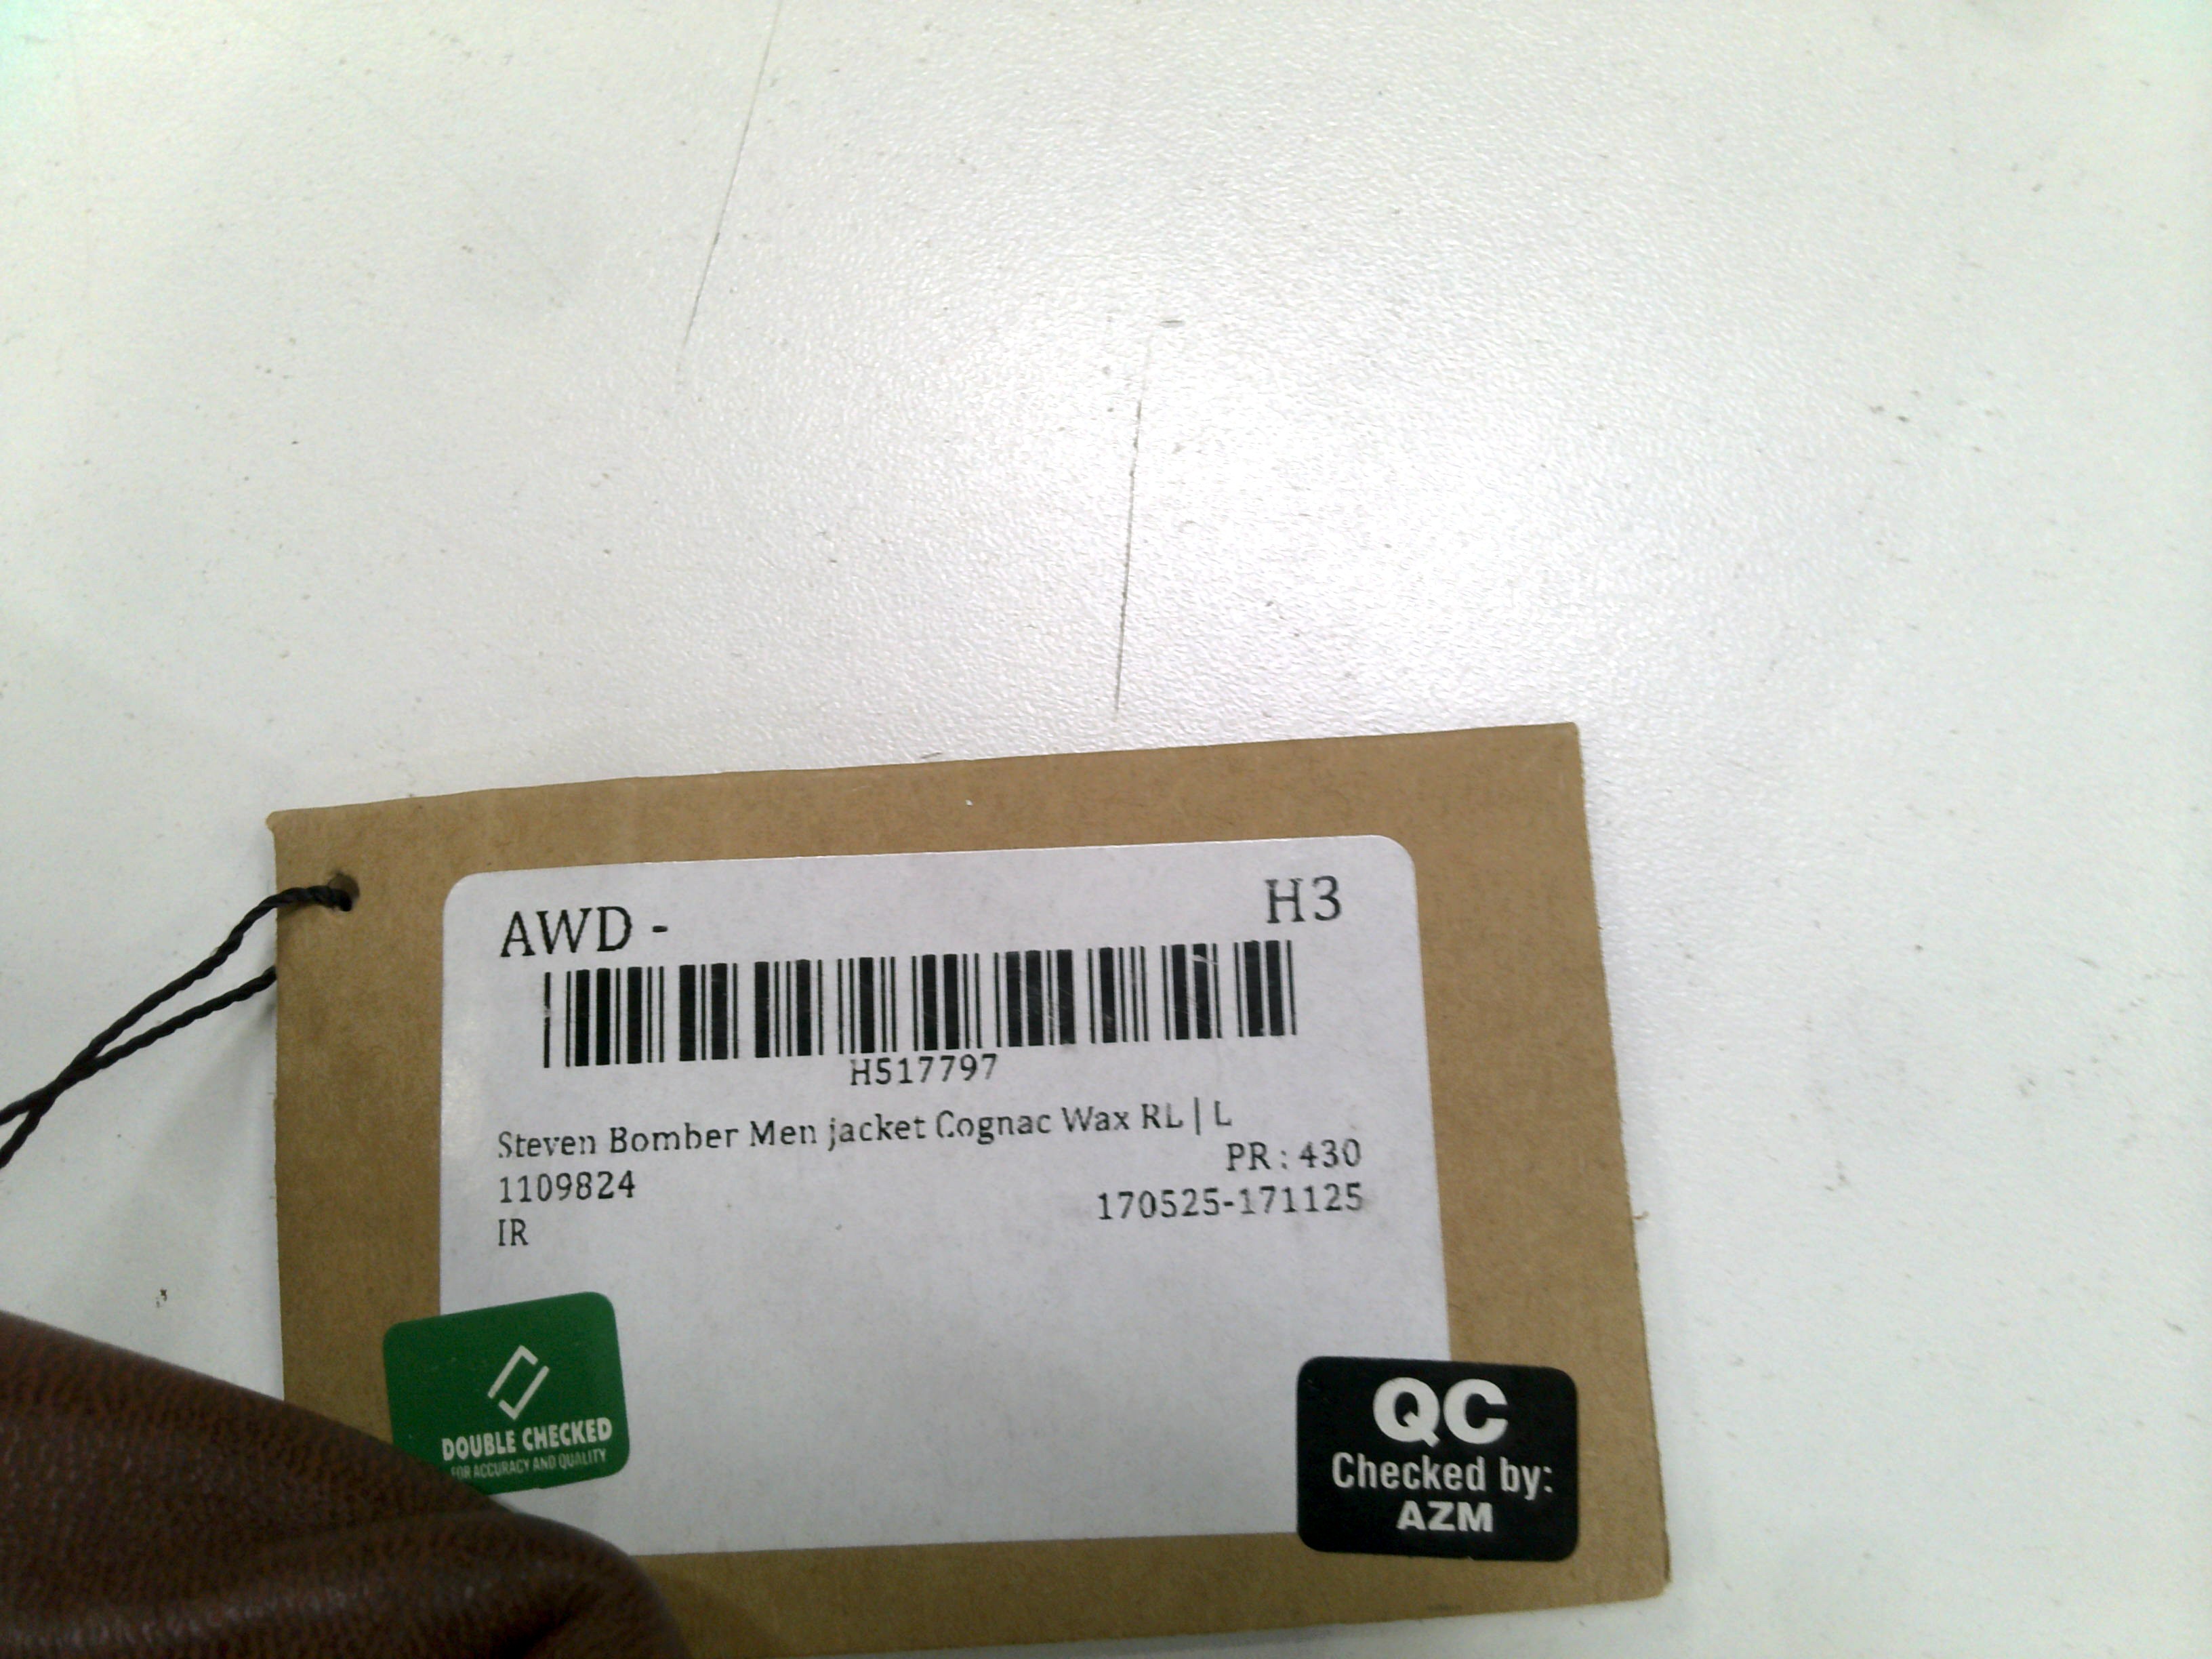 AWD -
H3
H517797
Steven Bomber Men jacket Cognac Wax RL | L
PR : 430
1109824
170525-171125
IR
DOUBLE CHECKED
FOR ACCURACY AND QUALITY
QC
Checked by:
AZM